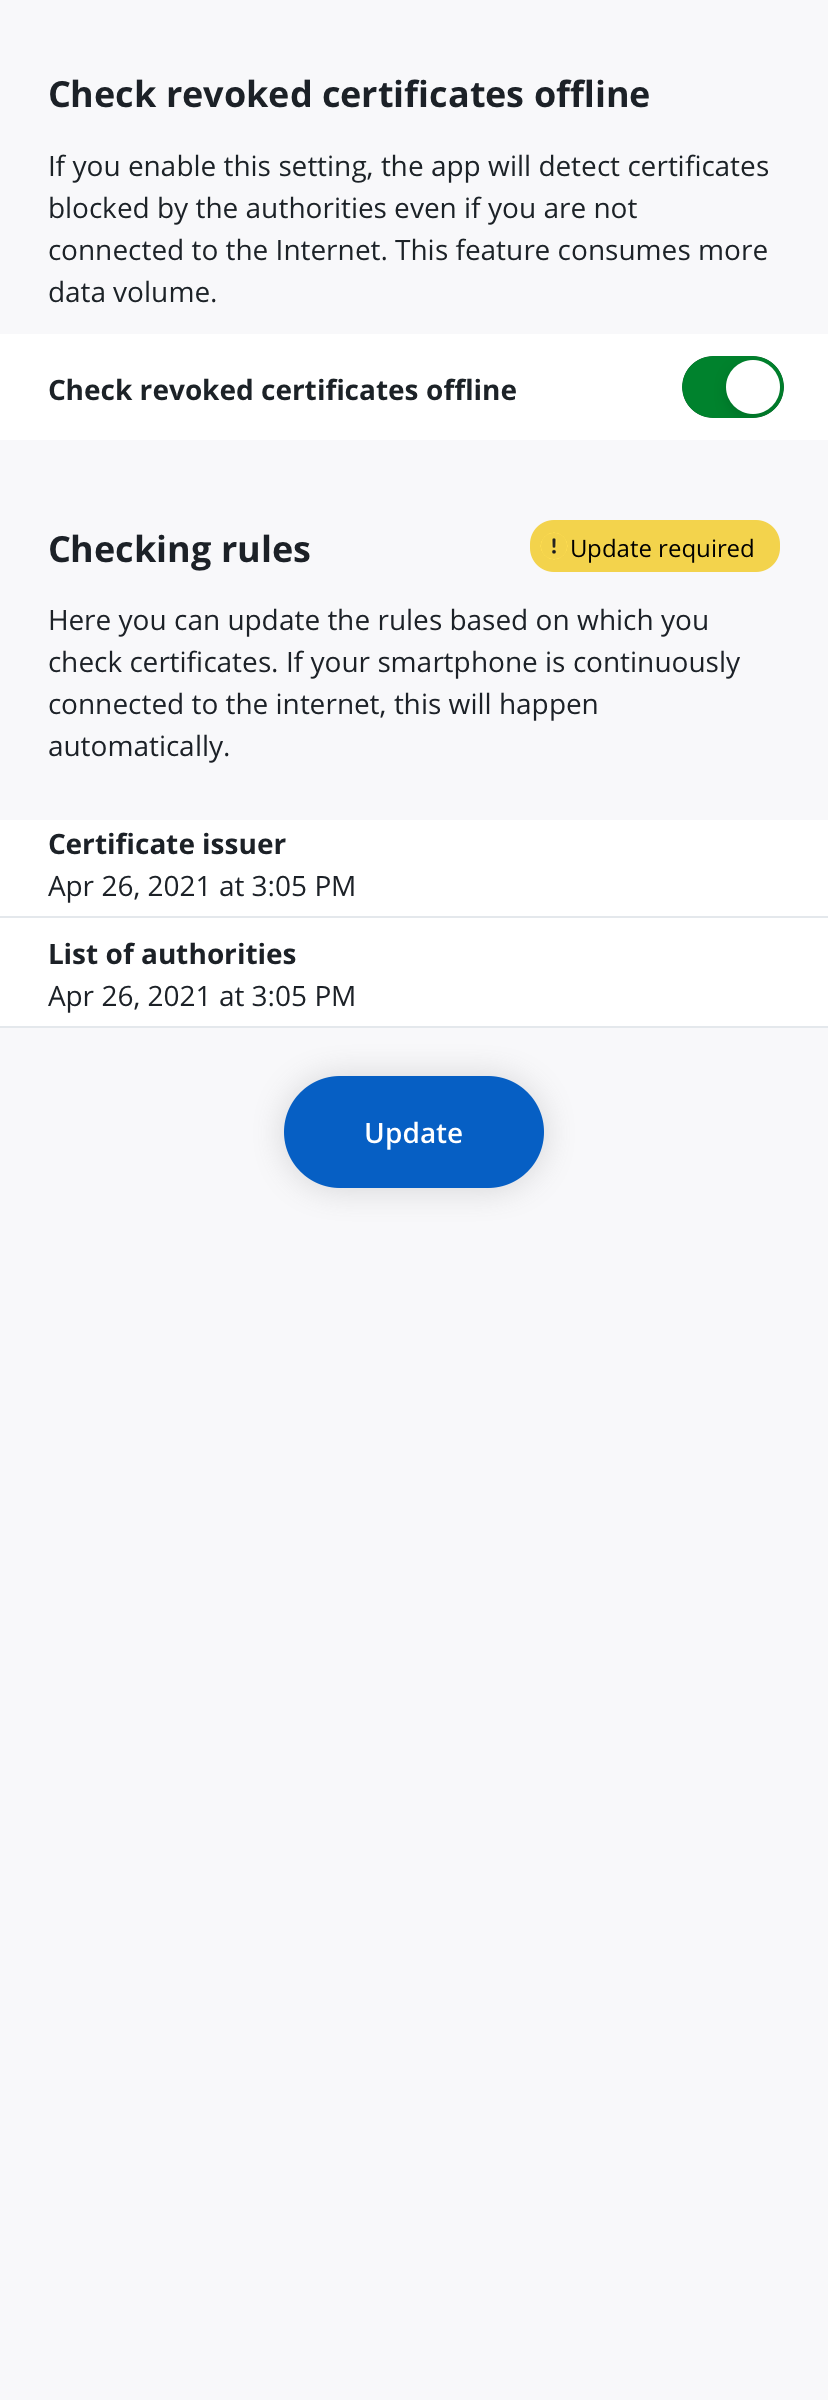 Check revoked certificates offline
If you enable this setting, the app will detect certificates
blocked by the authorities even if you are not
connected to the Internet. This feature consumes more
data volume.
Check revoked certificates offline
Checking rules
! Update required
Here you can update the rules based on which you
check certificates. If your smartphone is continuously
connected to the internet, this will happen
automatically.
Certificate issuer
Apr 26, 2021 at 3:05 PM
List of authorities
Apr 26, 2021 at 3:05 PM
Update